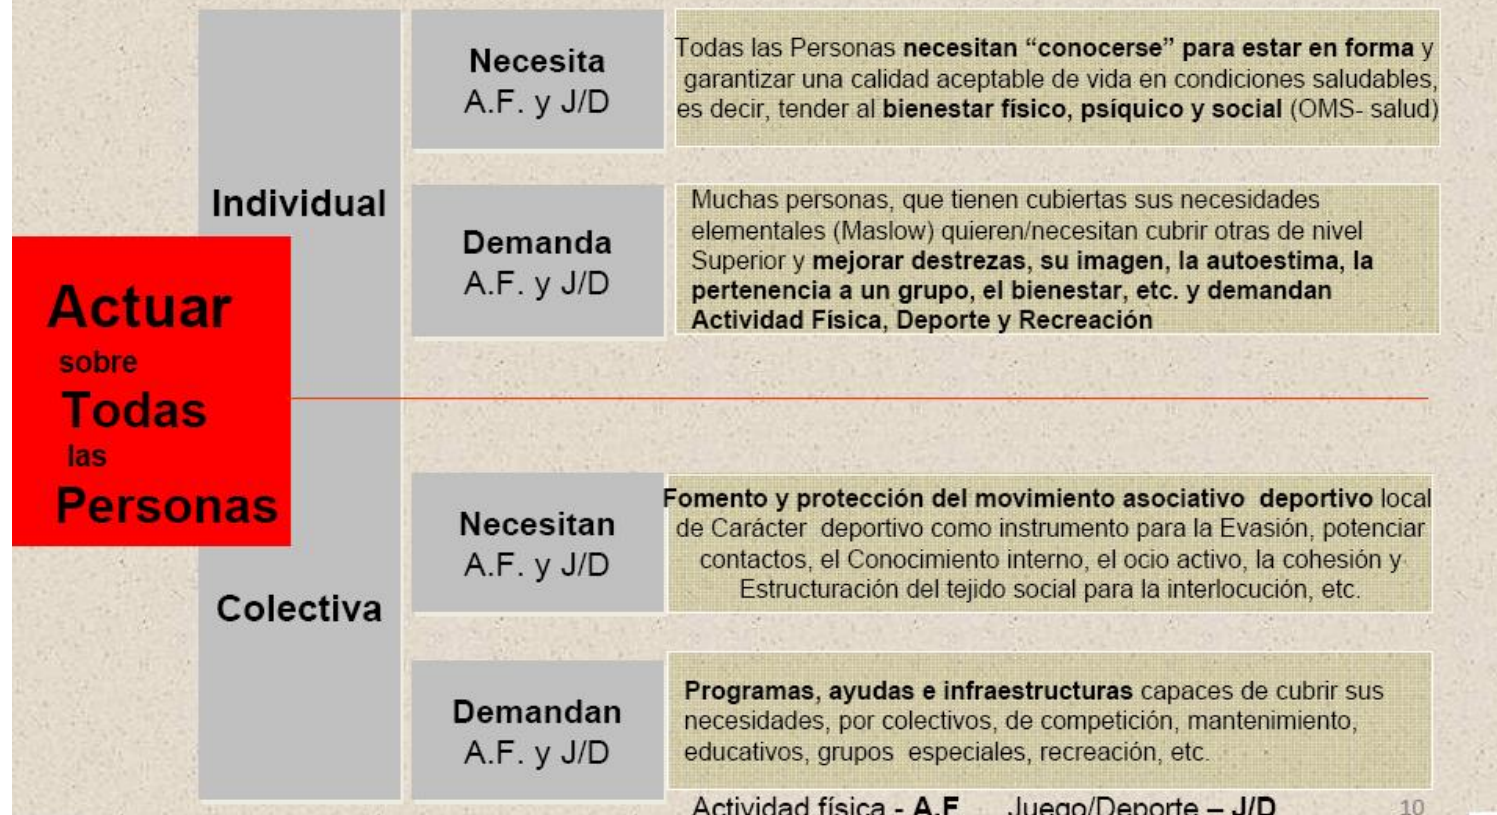 Actuar
sobre
Todas
las
Personas
Individual
Necesita
A.F. y J/D
Todas las Personas necesitan “conocerse” para estar en forma y
garantizar una calidad aceptable de vida en condiciones saludables,
es decir, tender al bienestar físico, psíquico y social (OMS- salud)
Demanda
A.F. y J/D
Muchas personas, que tienen cubiertas sus necesidades
elementales (Maslow) quieren/necesitan cubrir otras de nivel
Superior y mejorar destrezas, su imagen, la autoestima, la
pertenencia a un grupo, el bienestar, etc. y demandan
Actividad Física, Deporte y Recreación
Colectiva
Necesitan
A.F. y J/D
Fomento y protección del movimiento asociativo deportivo local
de Carácter deportivo como instrumento para la Evasión, potenciar
contactos, el Conocimiento interno, el ocio activo, la cohesión y
Estructuración del tejido social para la interlocución, etc.
Demandan
A.F. y J/D
Programas, ayudas e infraestructuras capaces de cubrir sus
necesidades, por colectivos, de competición, mantenimiento,
educativos, grupos especiales, recreación, etc.
Actividad física - A.F Juego/Deporte – J/D
10